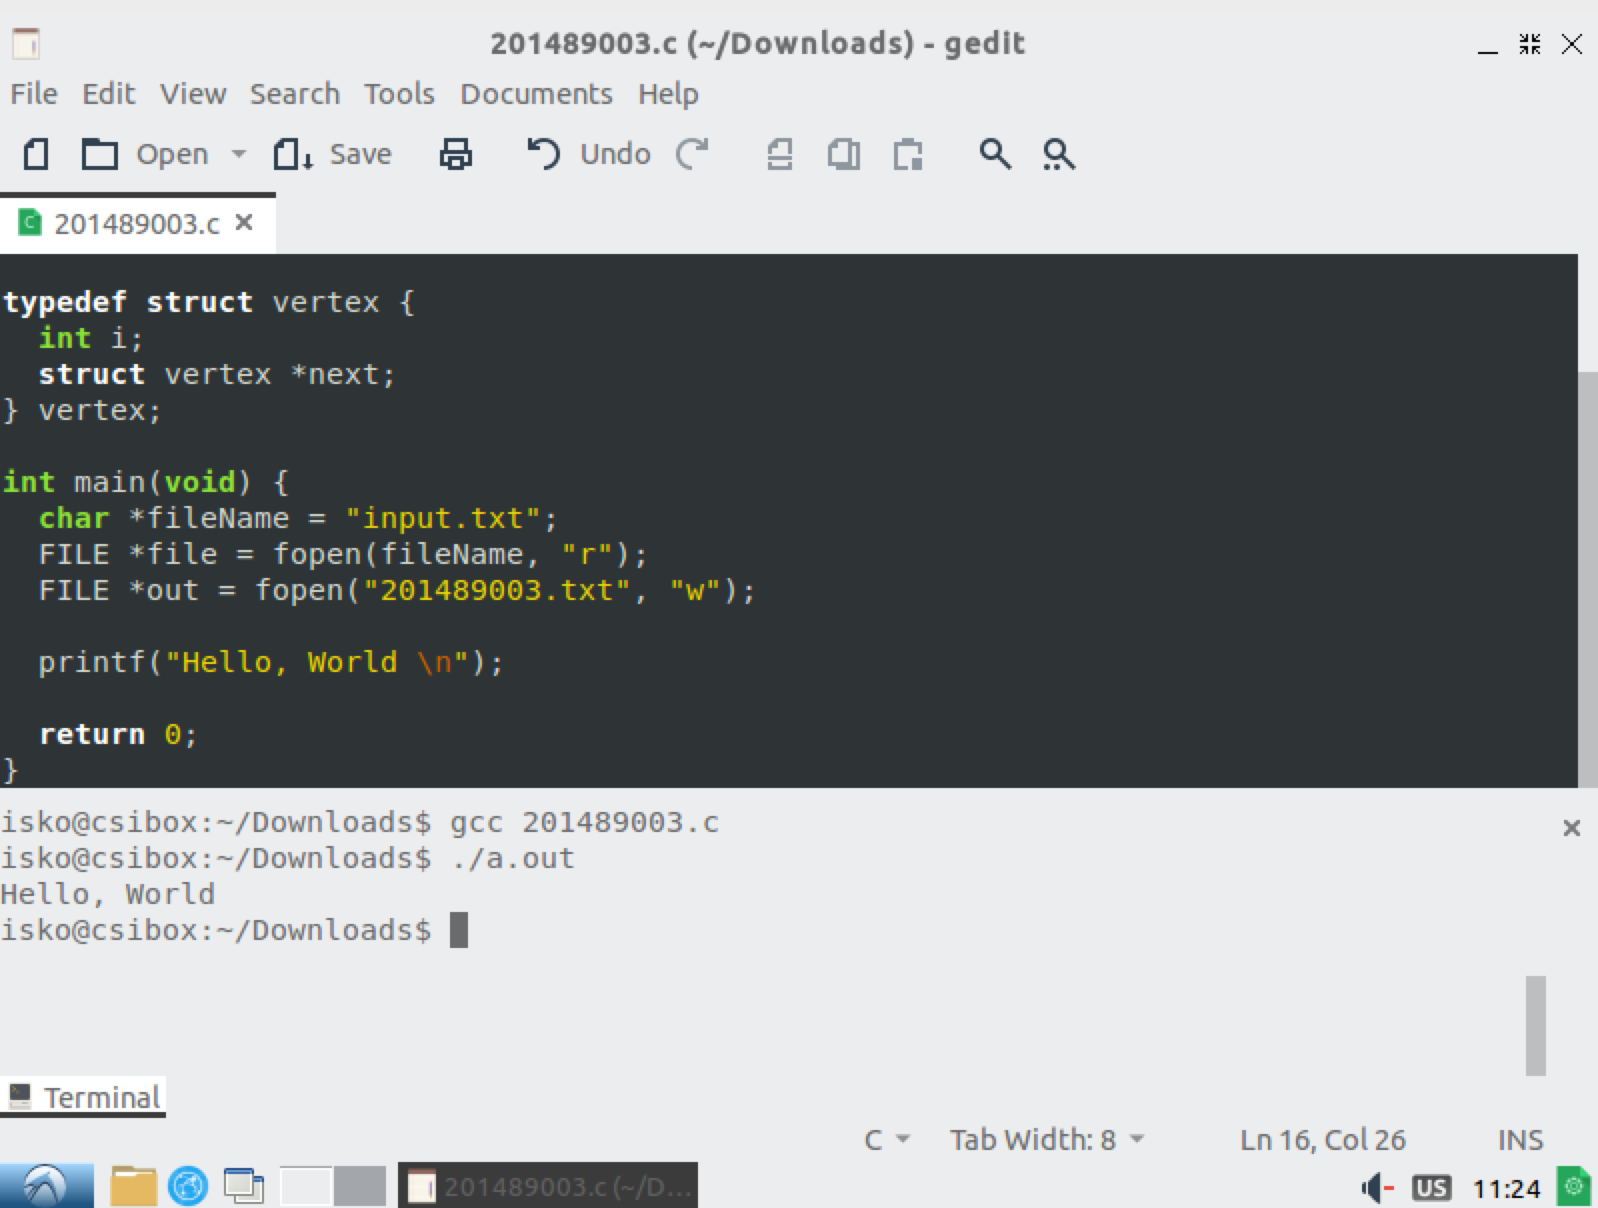 201489003.c (~/Downloads) - gedit
File Edit View Search Tools Documents Help
Open Save Undo
201489003.c
typedef struct vertex {
  int i;
  struct vertex *next;
} vertex;
int main(void) {
  char *fileName = "input.txt";
  FILE *file = fopen(fileName, "r");
  FILE *out = fopen("201489003.txt", "w");
  printf("Hello, World \n");
  return 0;
}
isko@csibox:~/Downloads$ gcc 201489003.c
isko@csibox:~/Downloads$ ./a.out
Hello, World
isko@csibox:~/Downloads$
Terminal
C Tab Width: 8 Ln 16, Col 26 INS
201489003.c (~/D... US 11:24